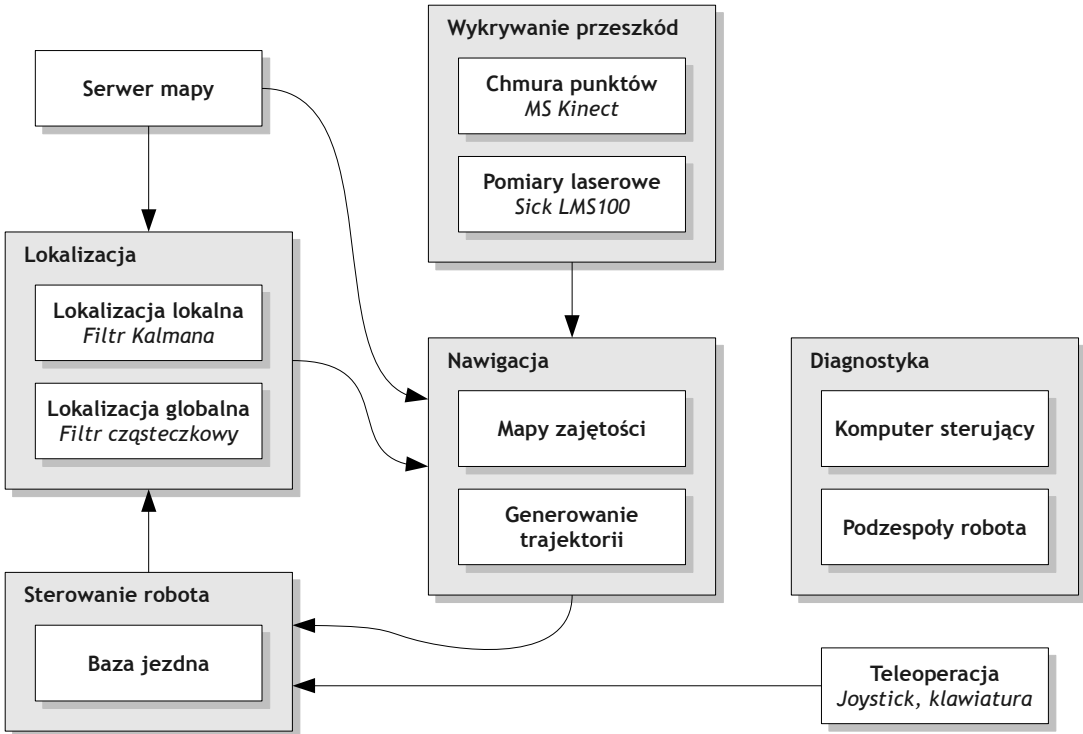 Serwer mapy
Wykrywanie przeszkód
Chmura punktów
MS Kinect
Pomiary laserowe
Sick LMS100
Lokalizacja
Lokalizacja lokalna
Filtr Kalmana
Lokalizacja globalna
Filtr cząsteczkowy
Nawigacja
Mapy zajętości
Generowanie
trajektorii
Diagnostyka
Komputer sterujący
Podzespoły robota
Sterowanie robota
Baza jezdna
Teleoperacja
Joystick, klawiatura